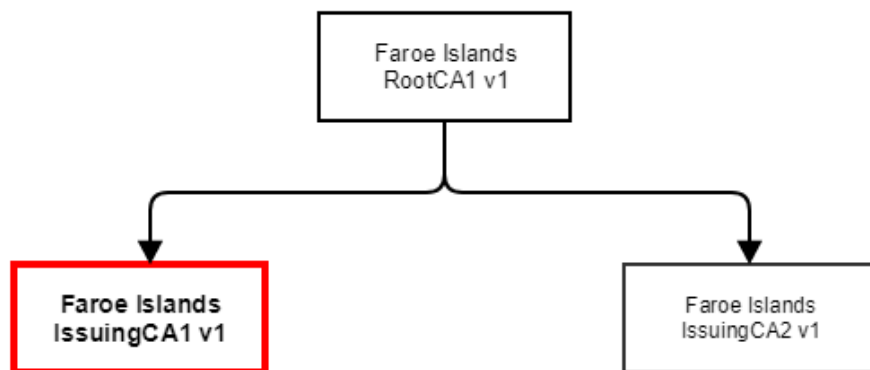 Faroe Islands
RootCA1 v1
Faroe Islands
IssuingCA1 v1
Faroe Islands
IssuingCA2 v1